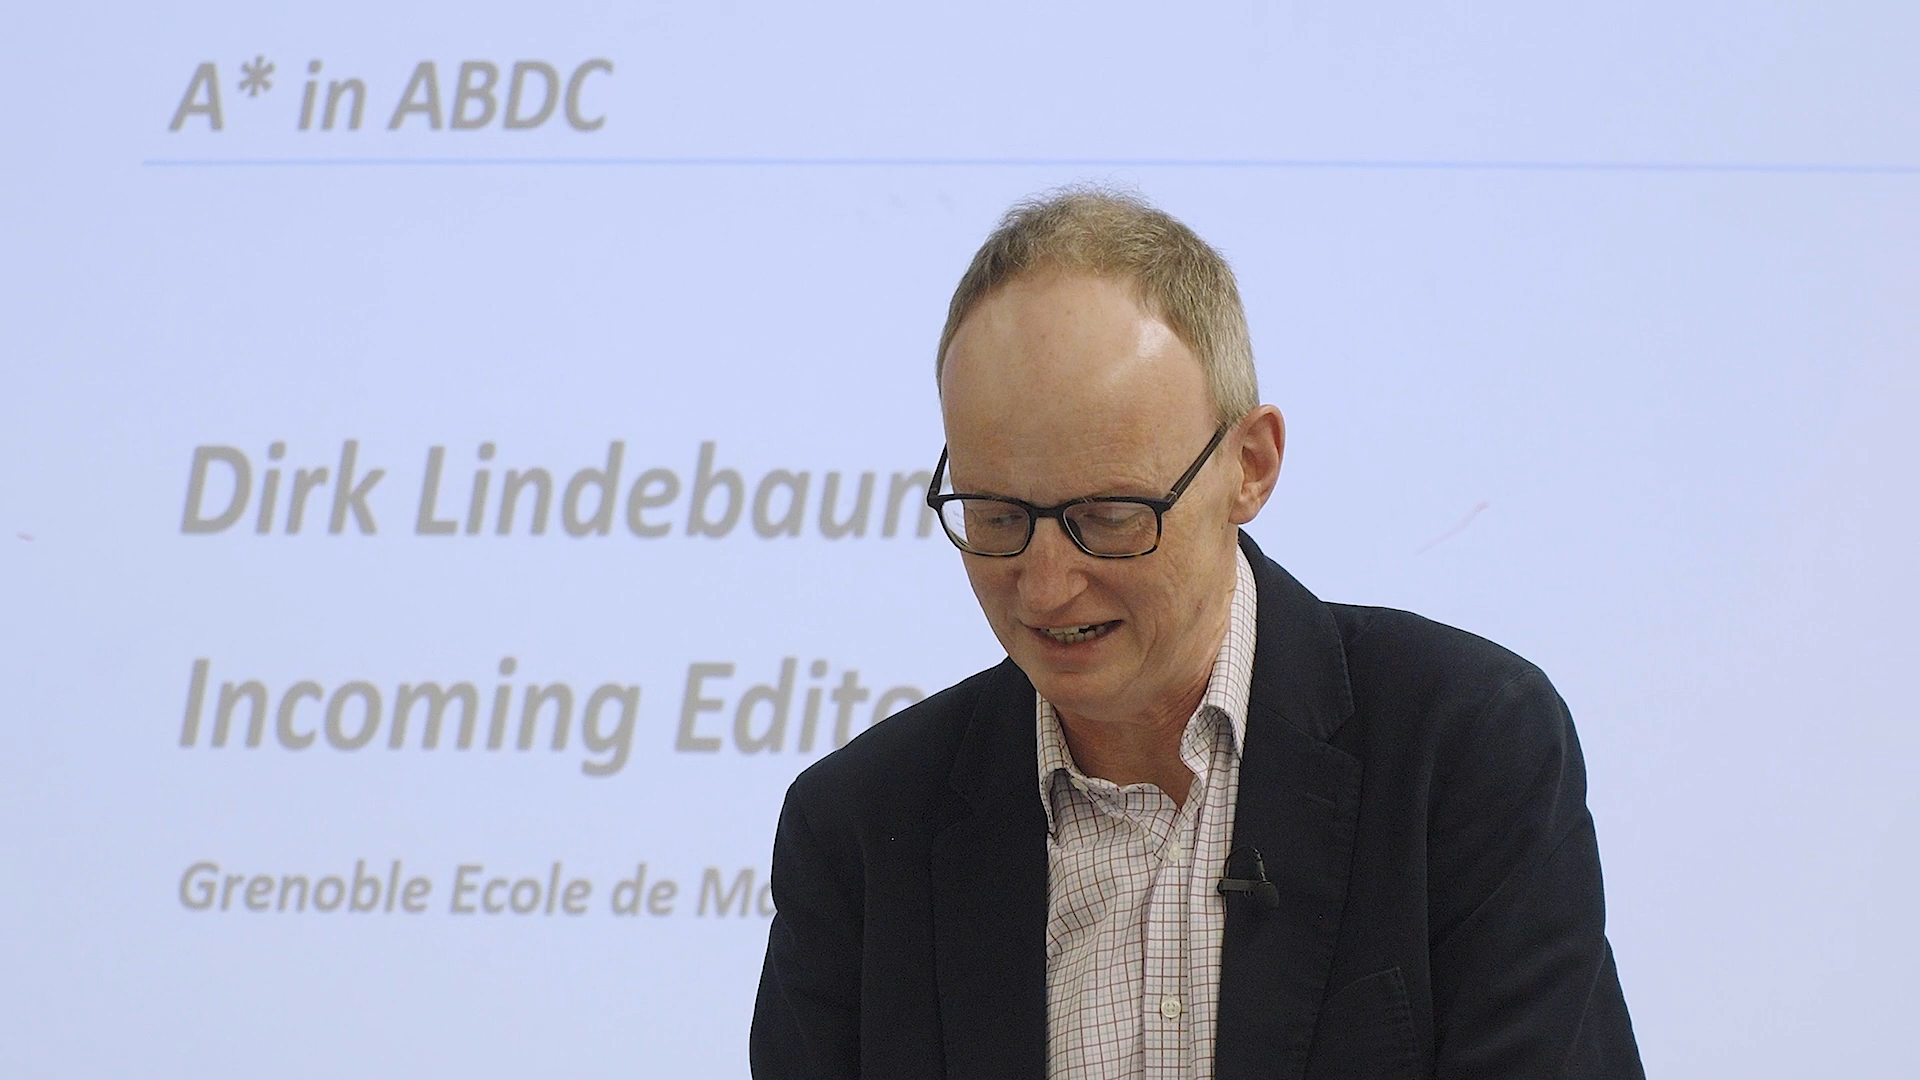 A* in ABDC
Dirk Lindebaum
Incoming Edito
Grenoble Ecole de Ma